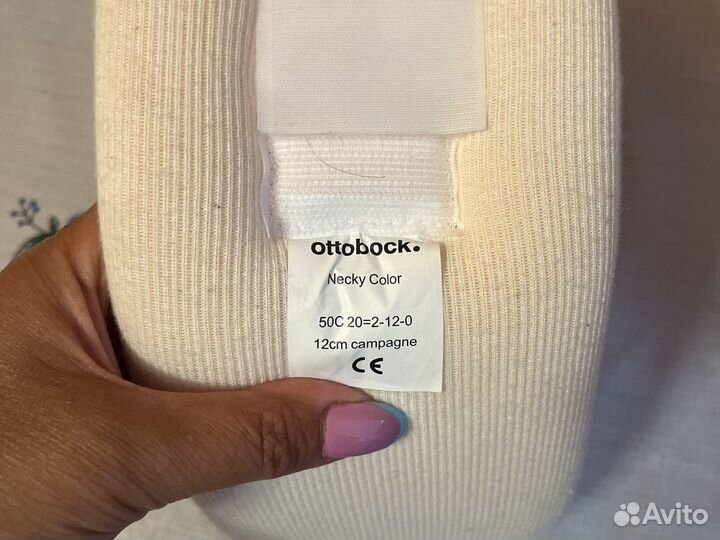 ottobock.
Necky Color
50C 20=2-12-0
12cm campagne
CE
Avito